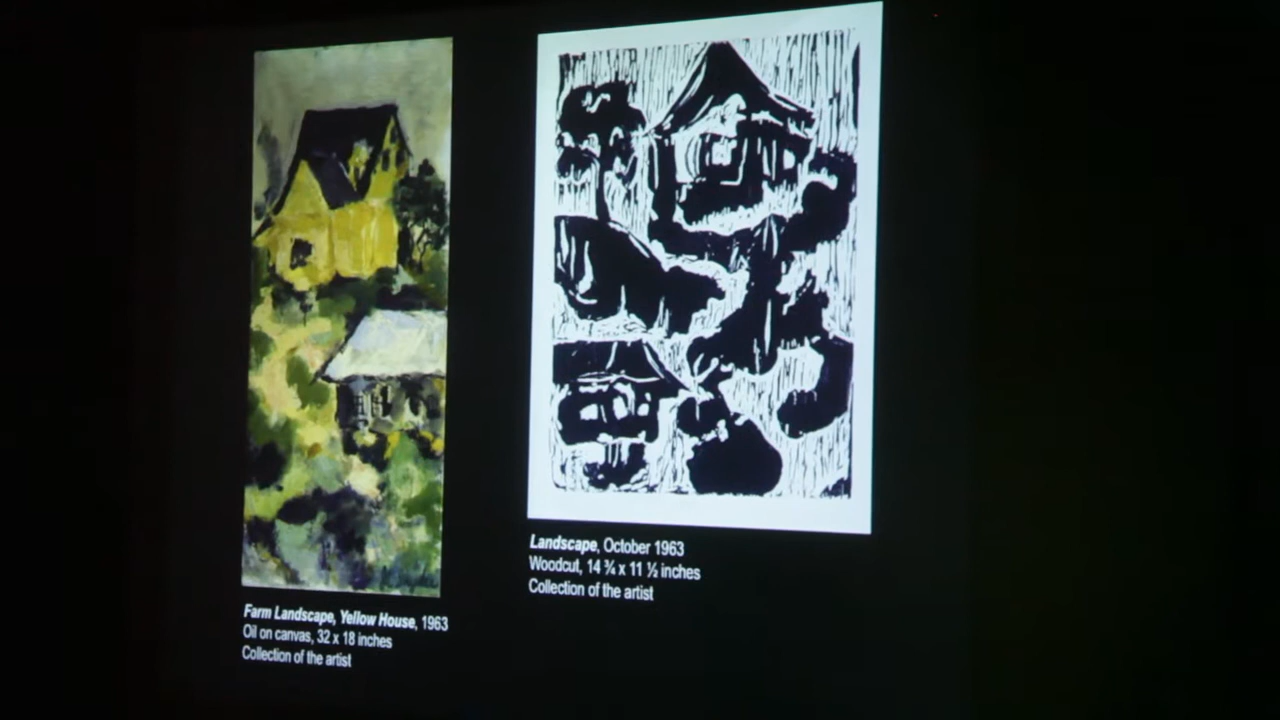 Farm Landscape, Yellow House, 1963
Oil on canvas, 32 x 18 inches
Collection of the artist
Landscape, October 1963
Woodcut, 14 ¾ x 11 ½ inches
Collection of the artist